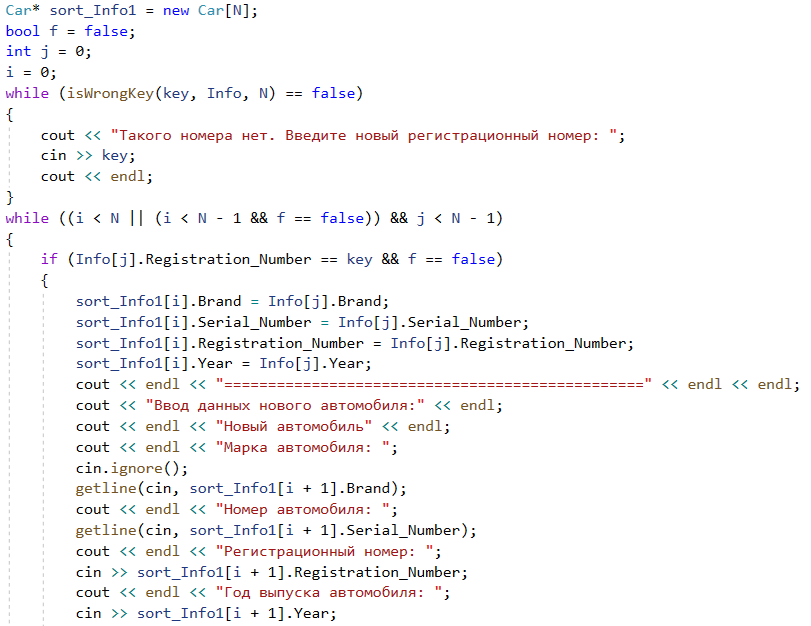 Car* sort_Info1 = new Car[N];
bool f = false;
int j = 0;
i = 0;
while (isWrongKey(key, Info, N) == false)
{
    cout << "Такого номера нет. Введите новый регистрационный номер: ";
    cin >> key;
    cout << endl;
}
while ((i < N || (i < N - 1 && f == false)) && j < N - 1)
{
    if (Info[j].Registration_Number == key && f == false)
    {
        sort_Info1[i].Brand = Info[j].Brand;
        sort_Info1[i].Serial_Number = Info[j].Serial_Number;
        sort_Info1[i].Registration_Number = Info[j].Registration_Number;
        sort_Info1[i].Year = Info[j].Year;
        cout << endl << "================================================" << endl << endl;
        cout << "Ввод данных нового автомобиля:" << endl;
        cout << endl << "Новый автомобиль" << endl;
        cout << endl << "Марка автомобиля: ";
        cin.ignore();
        getline(cin, sort_Info1[i + 1].Brand);
        cout << endl << "Номер автомобиля: ";
        getline(cin, sort_Info1[i + 1].Serial_Number);
        cout << endl << "Регистрационный номер: ";
        cin >> sort_Info1[i + 1].Registration_Number;
        cout << endl << "Год выпуска автомобиля: ";
        cin >> sort_Info1[i + 1].Year;